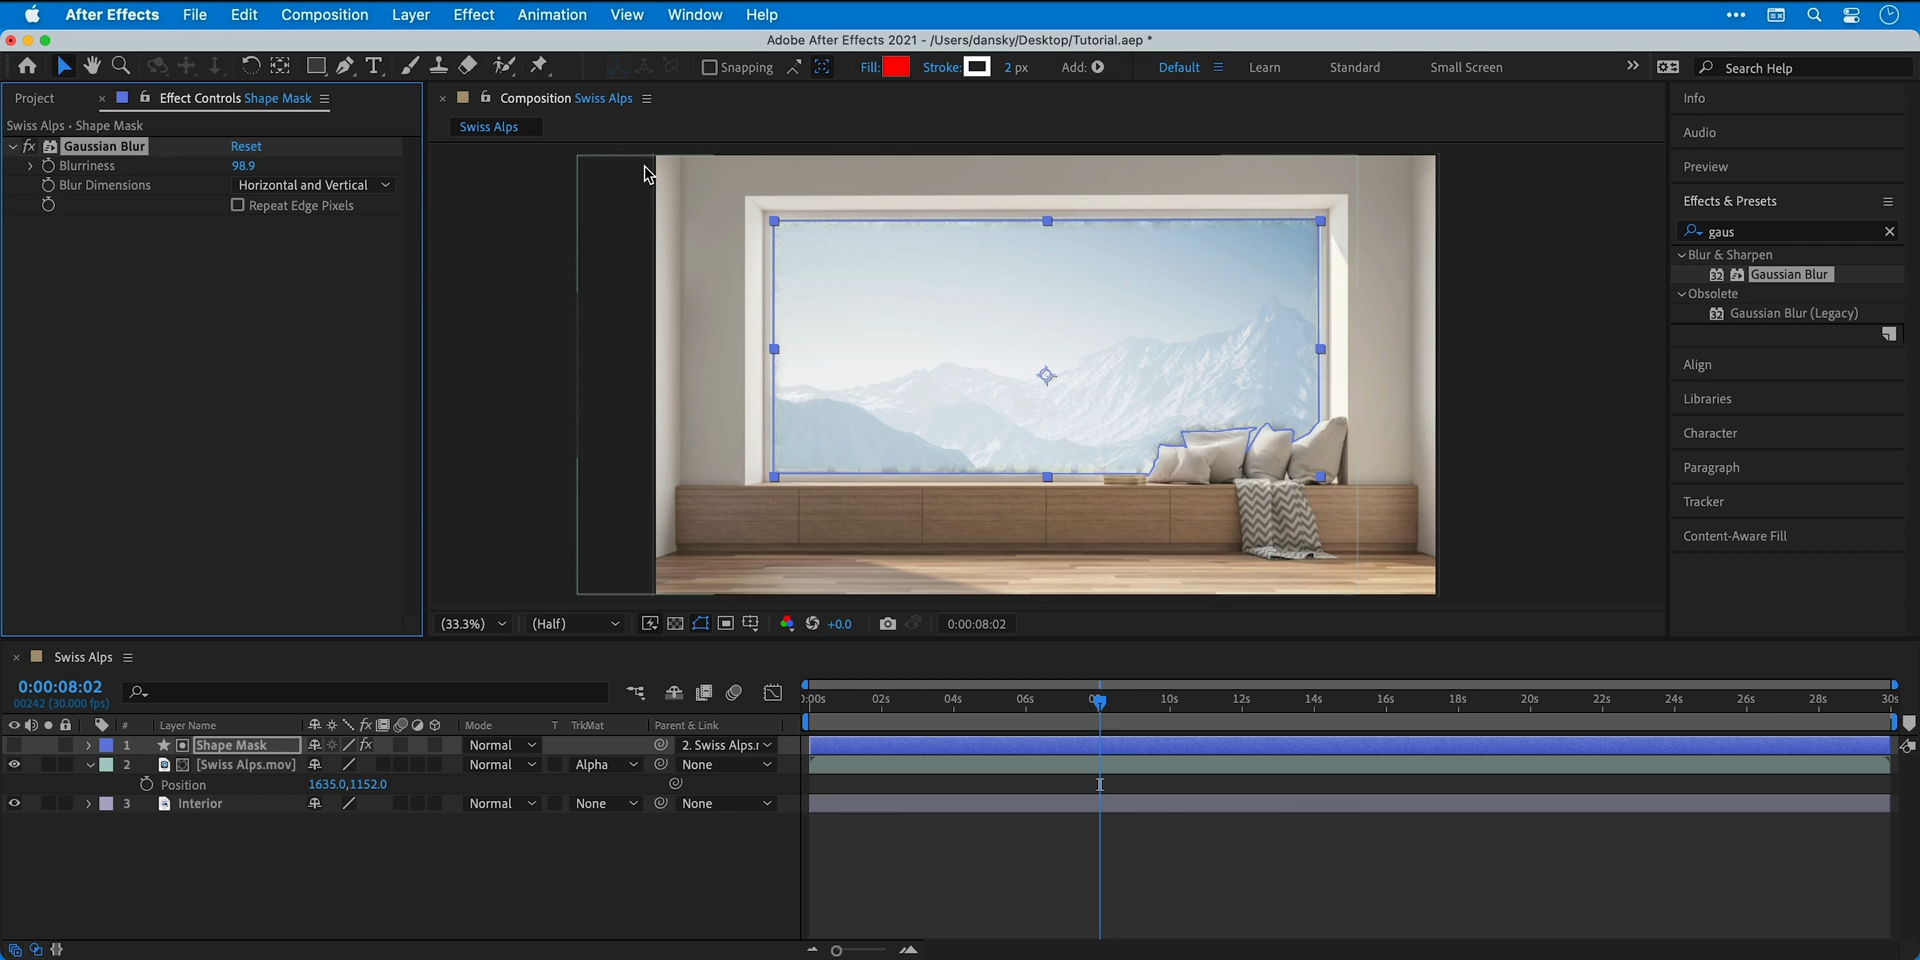 After Effects File Edit Composition Layer Effect Animation View Window Help
Adobe After Effects 2021 - /Users/dansky/Desktop/Tutorial.aep *
Snapping Fill: Stroke: 2 px Add: Default Learn Standard Small Screen Search Help
Project Effect Controls Shape Mask
Swiss Alps • Shape Mask
fx Gaussian Blur Reset
Blurriness 98.9
Blur Dimensions Horizontal and Vertical
Repeat Edge Pixels
Composition Swiss Alps
Swiss Alps
(33.3%) (Half) +0.0 0:00:08:02
Info
Audio
Preview
Effects & Presets
gaus
Blur & Sharpen
32 Gaussian Blur
Obsolete
32 Gaussian Blur (Legacy)
Align
Libraries
Character
Paragraph
Tracker
Content-Aware Fill
Swiss Alps
0:00:08:02
00242 (30.000 fps)
# Layer Name fx Mode T TrkMat Parent & Link
1 Shape Mask fx Normal 2. Swiss Alps.r
2 [Swiss Alps.mov] Normal Alpha None
Position 1635.0,1152.0
3 Interior Normal None None
):00s 02s 04s 06s 10s 12s 14s 16s 18s 20s 22s 24s 26s 28s 30s